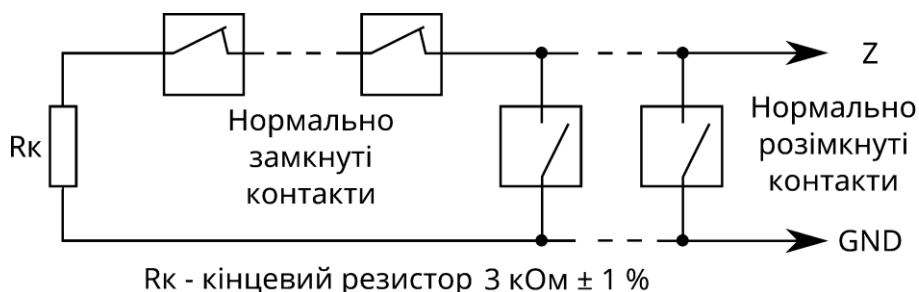 Z
Нормально
замкнуті
контакти
Нормально
розімкнуті
контакти
Rк
GND
Rк - кінцевий резистор 3 кОм ± 1 %